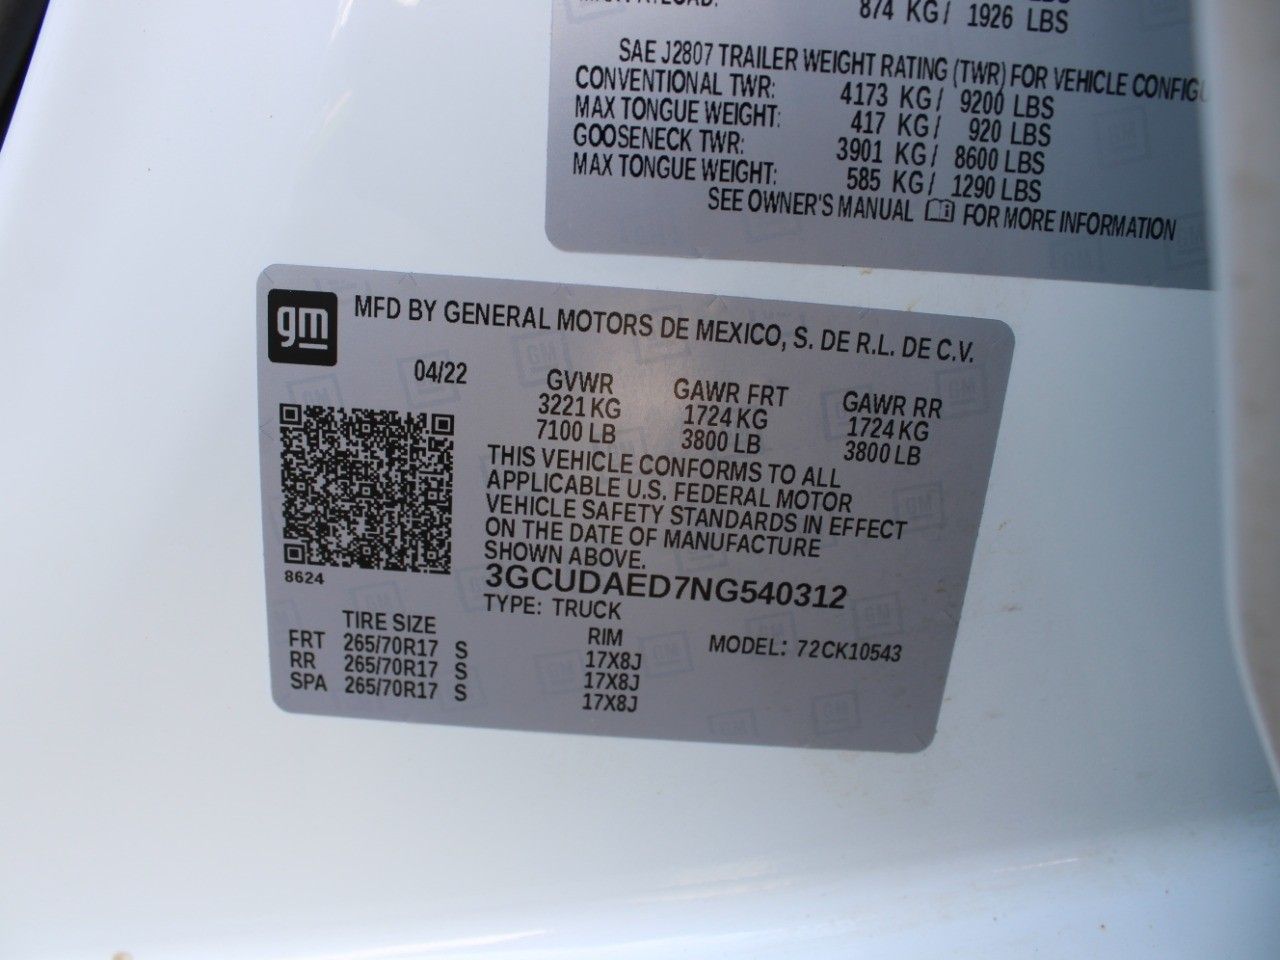 874 KG/ 1926 LBS
SAE J2807 TRAILER WEIGHT RATING (TWR) FOR VEHICLE CONFIG
CONVENTIONAL TWR: 4173 KG/ 9200 LBS
MAX TONGUE WEIGHT: 417 KG/ 920 LBS
GOOSENECK TWR: 3901 KG/ 8600 LBS
MAX TONGUE WEIGHT: 585 KG/ 1290 LBS
SEE OWNER'S MANUAL FOR MORE INFORMATION
gm MFD BY GENERAL MOTORS DE MEXICO, S. DE R.L. DE C.V.
04/22
GVWR GAWR FRT GAWR RR
3221 KG 1724 KG 1724 KG
7100 LB 3800 LB 3800 LB
THIS VEHICLE CONFORMS TO ALL
APPLICABLE U.S. FEDERAL MOTOR
VEHICLE SAFETY STANDARDS IN EFFECT
ON THE DATE OF MANUFACTURE
SHOWN ABOVE.
8624
3GCUDAED7NG540312
TYPE: TRUCK
TIRE SIZE RIM MODEL: 72CK10543
FRT 265/70R17 S 17X8J
RR 265/70R17 S 17X8J
SPA 265/70R17 S 17X8J